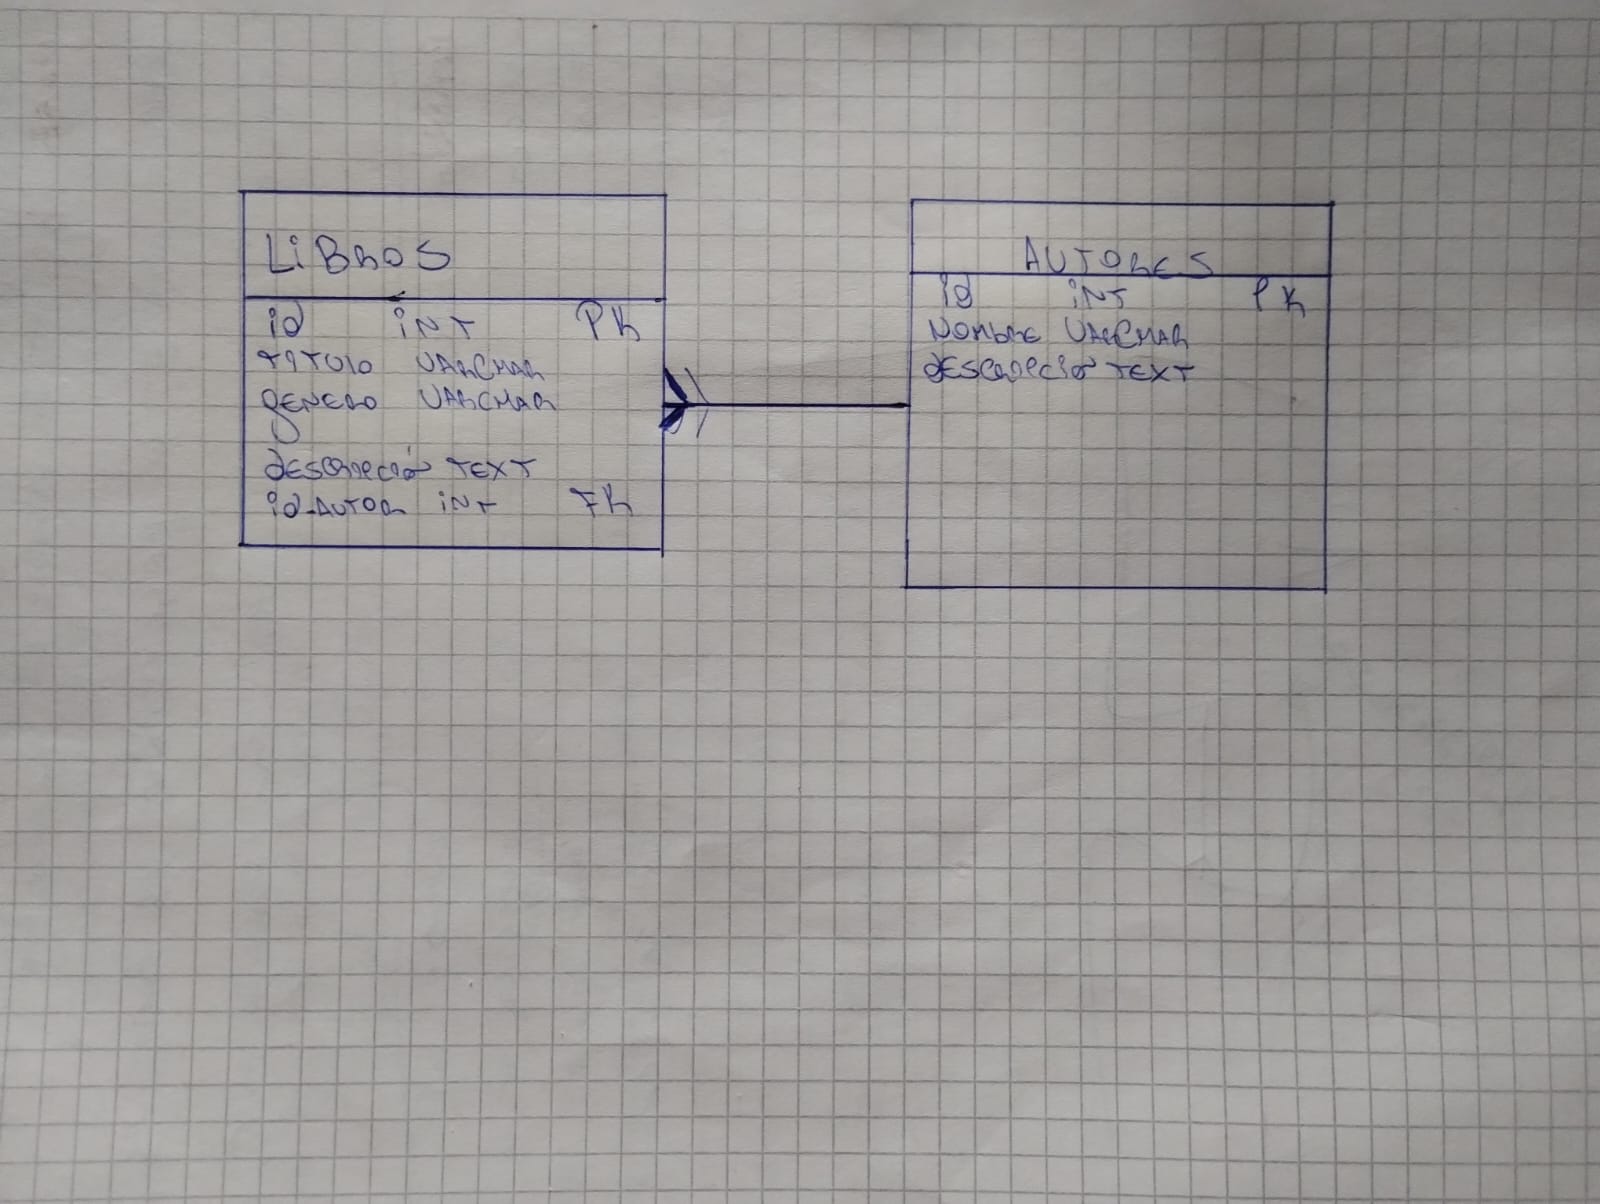 LiBROS
id iNT PK
TITULO VARCHAR
genero VARCHAR
descripción TEXT
id_AUTOR iNT FK
AUTORES
id iNT PK
NOMBRE VARCHAR
descripción TEXT